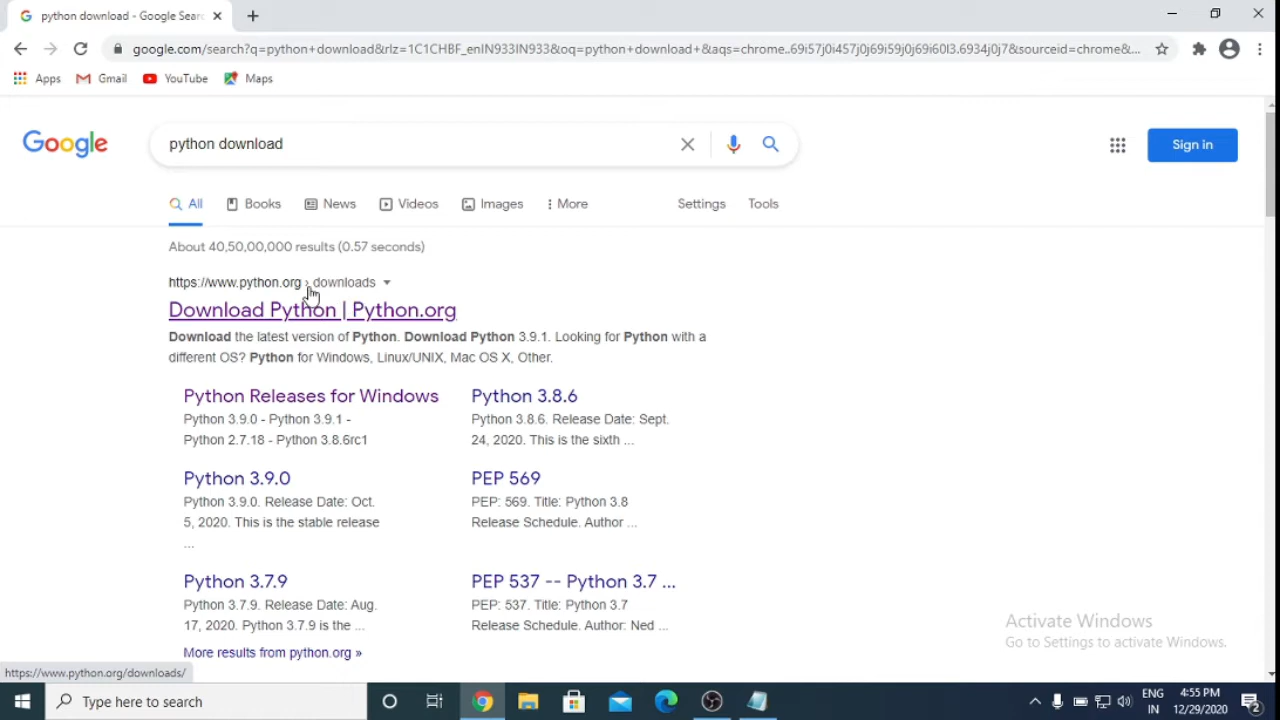 python download - Google Searc
google.com/search?q=python+download&rlz=1C1CHBF_enIN933IN933&oq=python+download+&aqs=chrome..69i57j0i457j0j69i59j0j69i60l3.6934j0j7&sourceid=chrome&...
Apps Gmail YouTube Maps
Google
python download
Sign in
All Books News Videos Images More Settings Tools
About 40,50,00,000 results (0.57 seconds)
https://www.python.org › downloads
Download Python | Python.org
Download the latest version of Python. Download Python 3.9.1. Looking for Python with a
different OS? Python for Windows, Linux/UNIX, Mac OS X, Other.
Python Releases for Windows
Python 3.9.0 - Python 3.9.1 -
Python 2.7.18 - Python 3.8.6rc1
Python 3.8.6
Python 3.8.6. Release Date: Sept.
24, 2020. This is the sixth ...
Python 3.9.0
Python 3.9.0. Release Date: Oct.
5, 2020. This is the stable release
...
PEP 569
PEP: 569. Title: Python 3.8
Release Schedule. Author ...
Python 3.7.9
Python 3.7.9. Release Date: Aug.
17, 2020. Python 3.7.9 is the ...
PEP 537 -- Python 3.7 ...
PEP: 537. Title: Python 3.7
Release Schedule. Author: Ned ...
More results from python.org »
Activate Windows
Go to Settings to activate Windows.
https://www.python.org/downloads/
Type here to search
ENG
IN
4:55 PM
12/29/2020
2